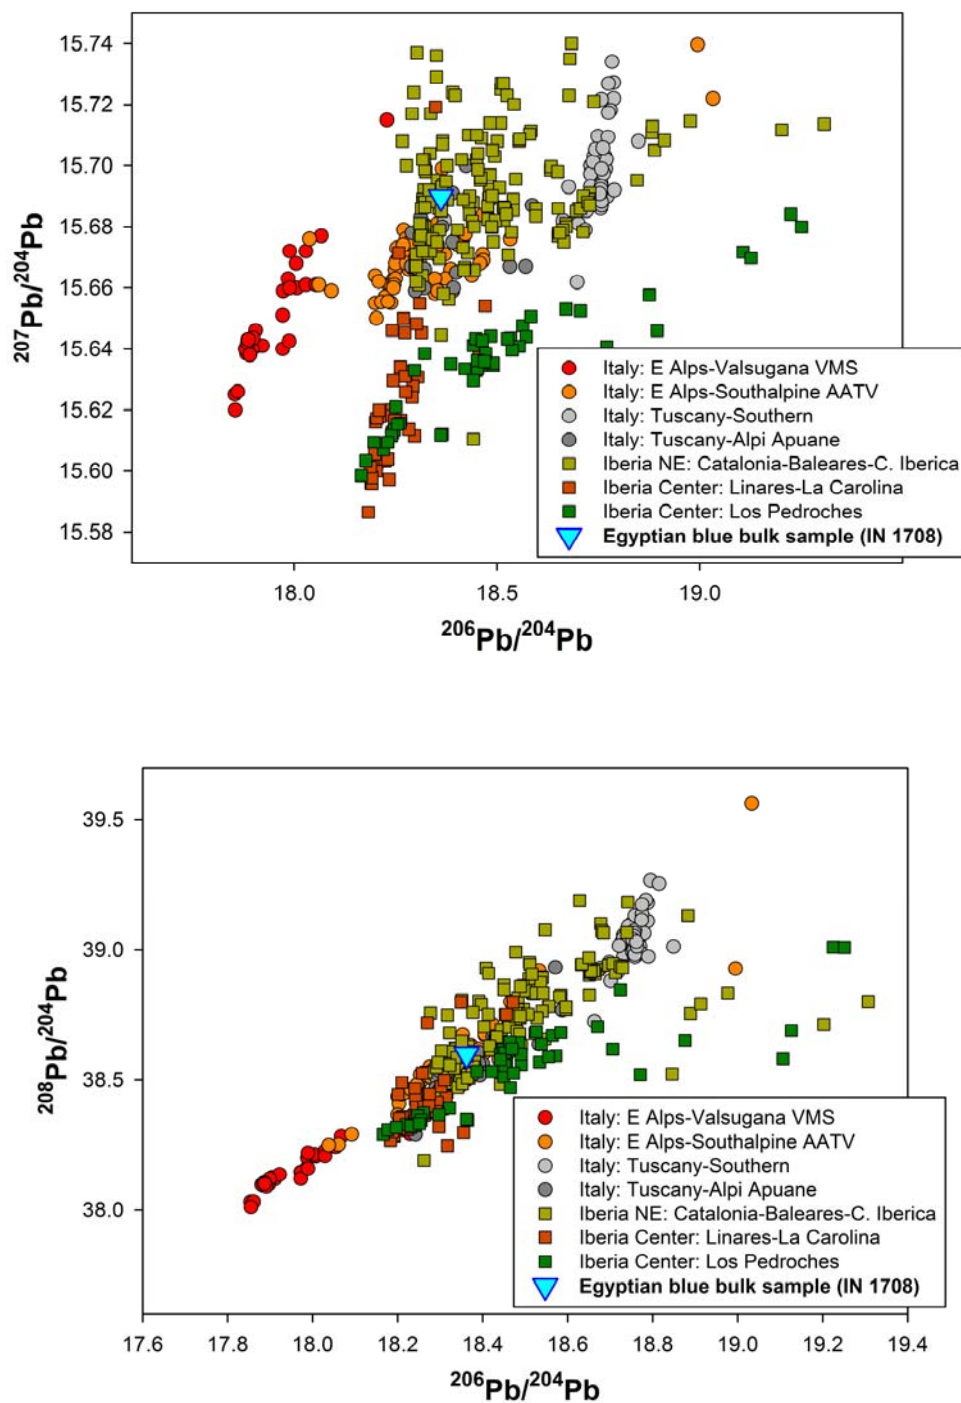 15.74
15.72
15.70
15.68
15.66
15.64
15.62
15.60
15.58
²⁰⁷Pb/²⁰⁴Pb
Italy: E Alps-Valsugana VMS
Italy: E Alps-Southalpine AATV
Italy: Tuscany-Southern
Italy: Tuscany-Alpi Apuane
Iberia NE: Catalonia-Baleares-C. Iberica
Iberia Center: Linares-La Carolina
Iberia Center: Los Pedroches
Egyptian blue bulk sample (IN 1708)
18.0 18.5 19.0
²⁰⁶Pb/²⁰⁴Pb
39.5
39.0
38.5
38.0
²⁰⁸Pb/²⁰⁴Pb
Italy: E Alps-Valsugana VMS
Italy: E Alps-Southalpine AATV
Italy: Tuscany-Southern
Italy: Tuscany-Alpi Apuane
Iberia NE: Catalonia-Baleares-C. Iberica
Iberia Center: Linares-La Carolina
Iberia Center: Los Pedroches
Egyptian blue bulk sample (IN 1708)
17.6 17.8 18.0 18.2 18.4 18.6 18.8 19.0 19.2 19.4
²⁰⁶Pb/²⁰⁴Pb